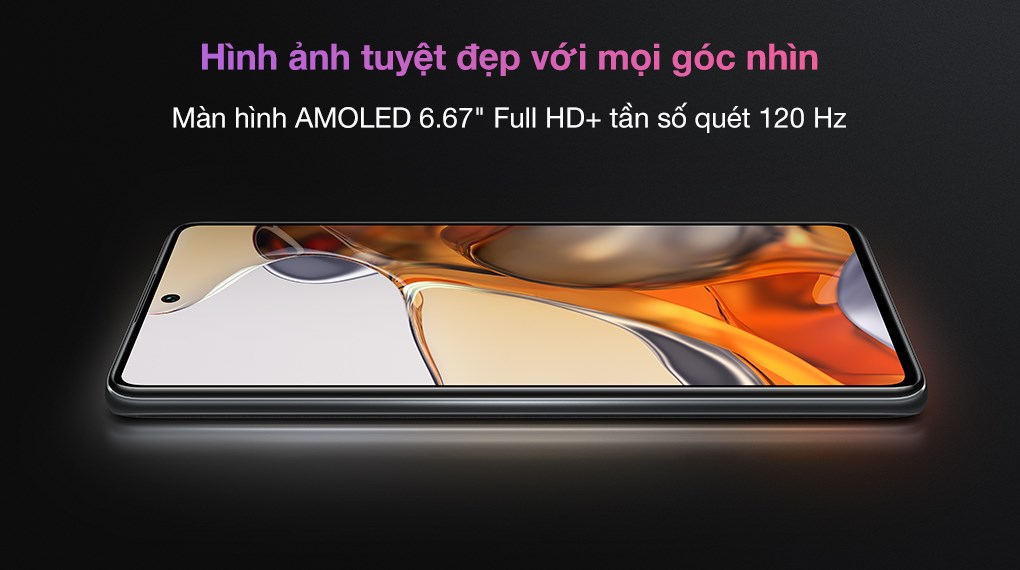 Hình ảnh tuyệt đẹp với mọi góc nhìn
Màn hình AMOLED 6.67" Full HD+ tần số quét 120 Hz